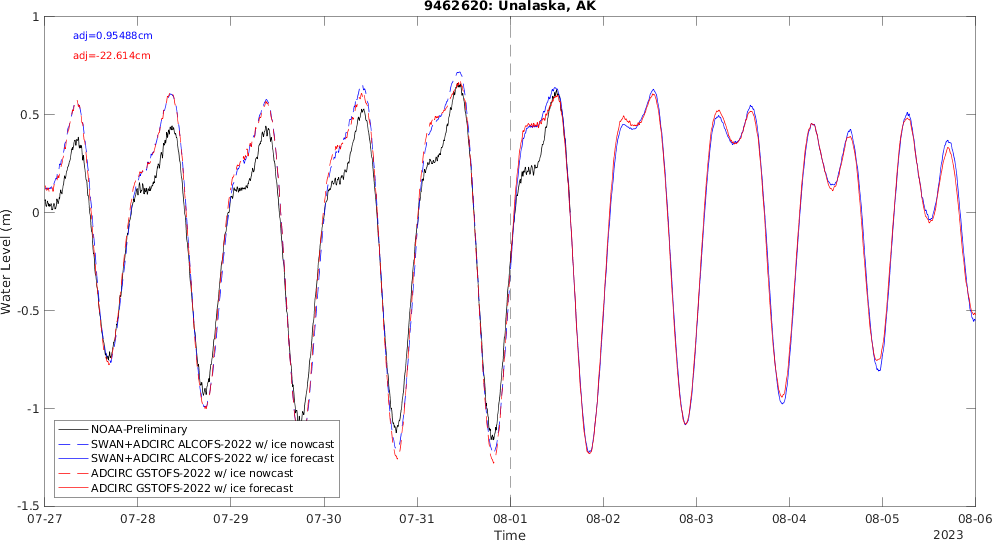 9462620: Unalaska, AK
adj=0.95488cm
adj=-22.614cm
1
0.5
0
-0.5
-1
-1.5
Water Level (m)
NOAA-Preliminary
SWAN+ADCIRC ALCOFS-2022 w/ ice nowcast
SWAN+ADCIRC ALCOFS-2022 w/ ice forecast
ADCIRC GSTOFS-2022 w/ ice nowcast
ADCIRC GSTOFS-2022 w/ ice forecast
07-27 07-28 07-29 07-30 07-31 08-01 08-02 08-03 08-04 08-05 08-06
Time
2023